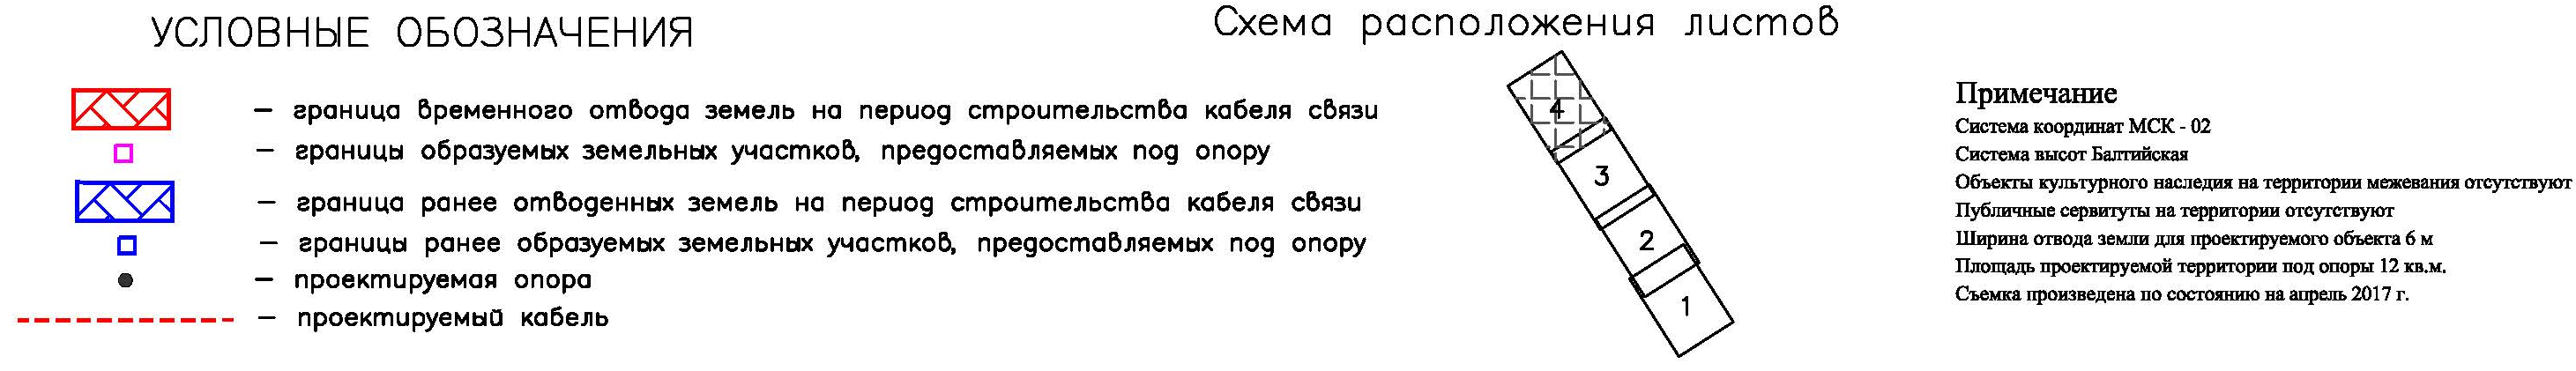 УСЛОВНЫЕ ОБОЗНАЧЕНИЯ
– граница временного отвода земель на период строительства кабеля связи
– границы образуемых земельных участков, предоставляемых под опору
– граница ранее отводенных земель на период строительства кабеля связи
– границы ранее образуемых земельных участков, предоставляемых под опору
– проектируемая опора
– проектируемый кабель
Схема расположения листов
4
3
2
1
Примечание
Система координат МСК - 02
Система высот Балтийская
Объекты культурного наследия на территории межевания отсутствуют
Публичные сервитуты на территории отсутствуют
Ширина отвода земли для проектируемого объекта 6 м
Площадь проектируемой территории под опоры 12 кв.м.
Съемка произведена по состоянию на апрель 2017 г.